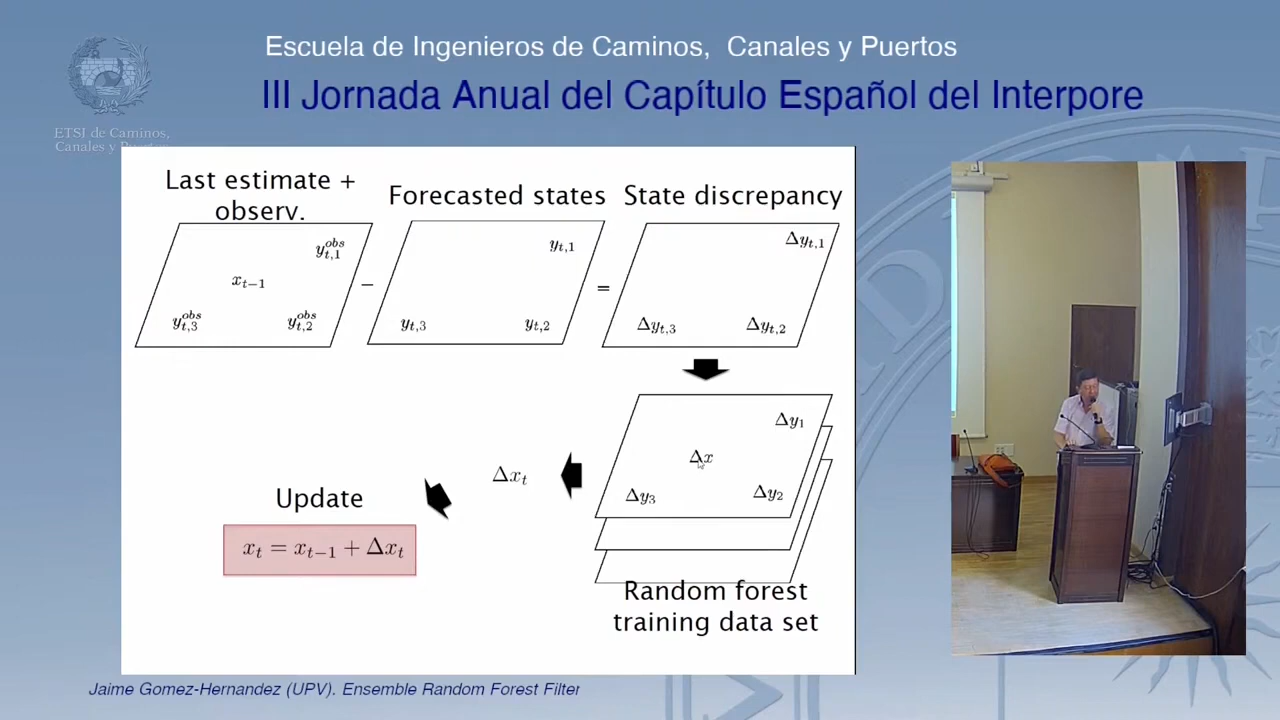 Escuela de Ingenieros de Caminos, Canales y Puertos
III Jornada Anual del Capítulo Español del Interpore
ETSI de Caminos,
Canales y Puertos
Last estimate +
observ.
Forecasted states
State discrepancy
y_{t,1}^{obs}
x_{t-1}
y_{t,3}^{obs}
y_{t,2}^{obs}
−
y_{t,1}
y_{t,3}
y_{t,2}
=
Δy_{t,1}
Δy_{t,3}
Δy_{t,2}
Δy_1
Δx
Δy_3
Δy_2
Δx_t
Update
x_t = x_{t-1} + Δx_t
Random forest
training data set
Jaime Gomez-Hernandez (UPV). Ensemble Random Forest Filter